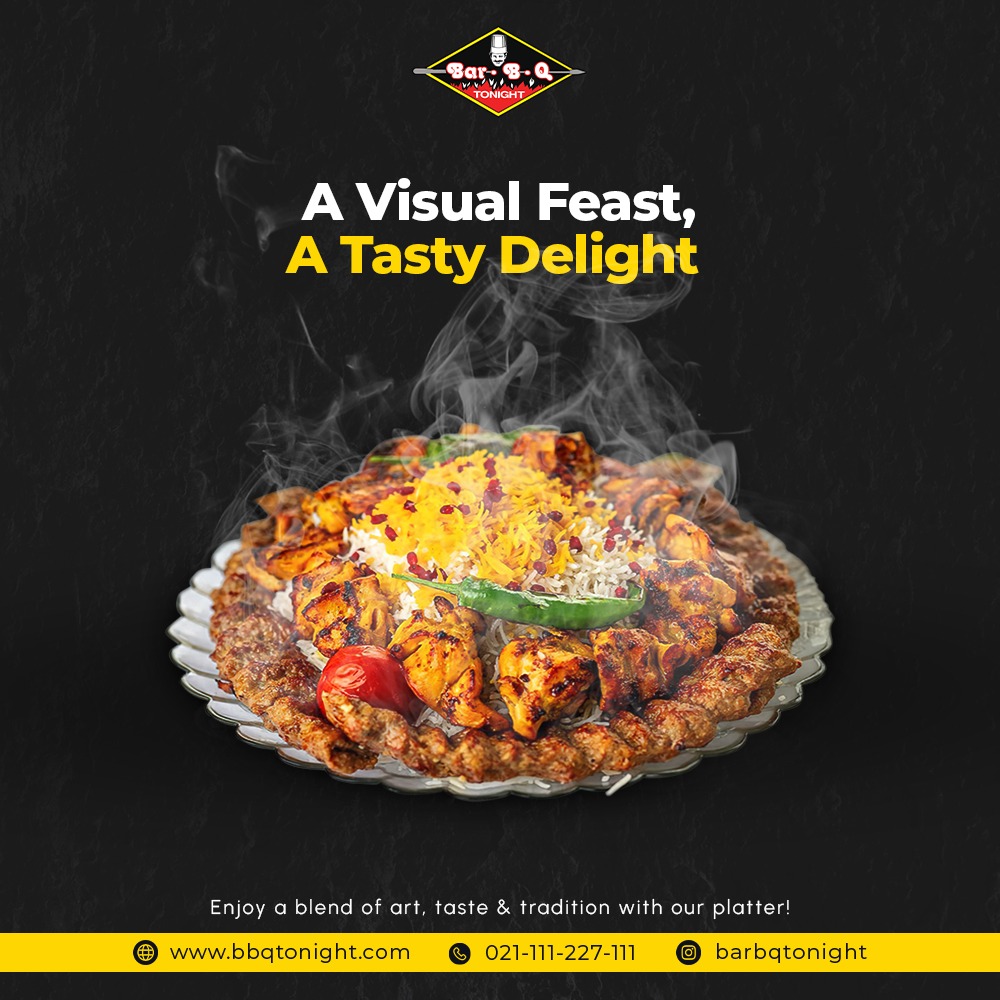 Bar-B-Q
TONIGHT
A Visual Feast,
A Tasty Delight
Enjoy a blend of art, taste & tradition with our platter!
www.bbqtonight.com 021-111-227-111 barbqtonight